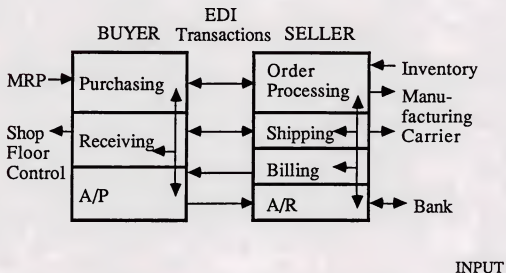 EDI
BUYER Transactions SELLER
MRP
Purchasing
Order
Processing
Inventory
Manu-
facturing
Shop
Floor
Control
Receiving
Shipping
Carrier
Billing
A/P
A/R
Bank
INPUT